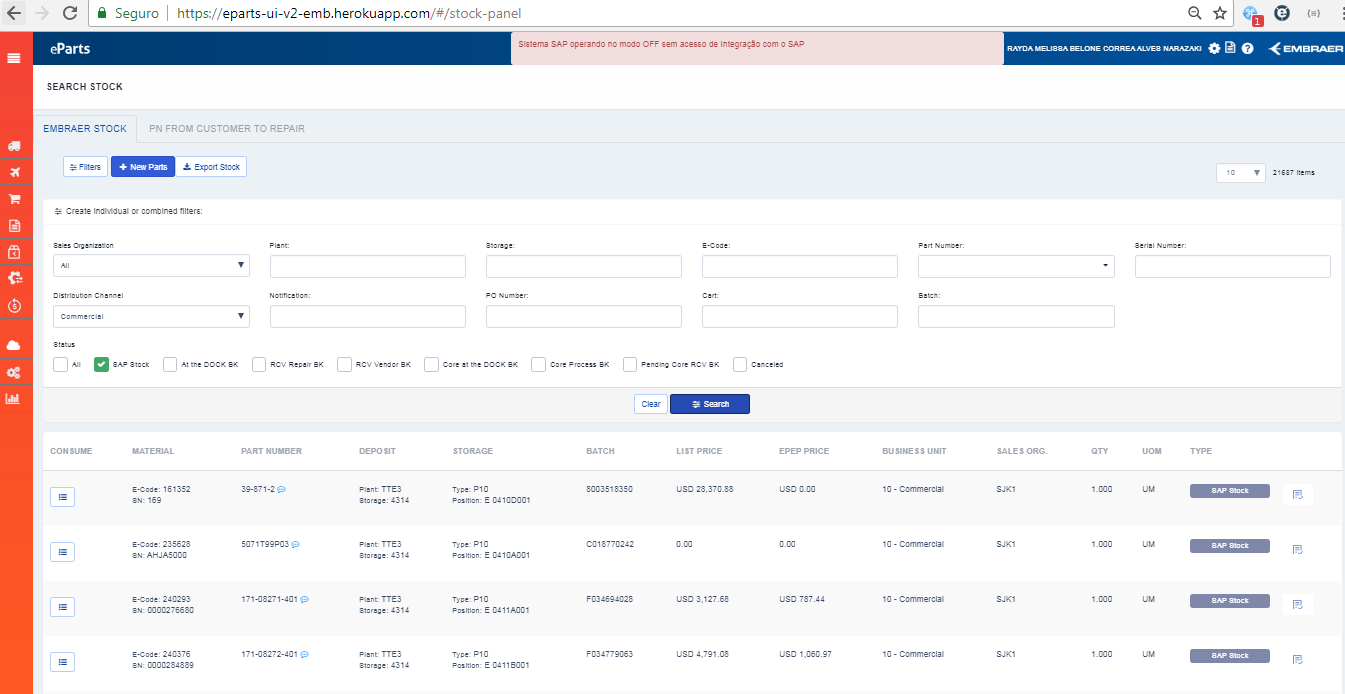 Seguro | https://eparts-ui-v2-emb.herokuapp.com/#/stock-panel
1
{≡}
eParts
Sistema SAP operando no modo OFF sem acesso de integração com o SAP
RAYDA MELISSA BELONE CORREA ALVES NARAZAKI
EMBRAER
SEARCH STOCK
EMBRAER STOCK PN FROM CUSTOMER TO REPAIR
Filters + New Parts Export Stock
10 21687 items
Create individual or combined filters:
Sales Organization Plant: Storage: E-Code: Part Number: Serial Number:
All
Distribution Channel Notification: PO Number: Cart: Batch:
Commercial
Status
All SAP Stock At the DOCK BK RCV Repair BK RCV Vendor BK Core at the DOCK BK Core Process BK Pending Core RCV BK Canceled
Clear Search
CONSUME MATERIAL PART NUMBER DEPOSIT STORAGE BATCH LIST PRICE EPEP PRICE BUSINESS UNIT SALES ORG. QTY UOM TYPE
E-Code: 161352 39-871-2 Plant: TTE3 Type: P10 8003518350 USD 28,370.88 USD 0.00 10 - Commercial SJK1 1.000 UM SAP Stock
SN: 169 Storage: 4314 Position: E 0410D001
E-Code: 235628 5071T99P03 Plant: TTE3 Type: P10 C018770242 0.00 0.00 10 - Commercial SJK1 1.000 UM SAP Stock
SN: AHJA5000 Storage: 4314 Position: E 0410A001
E-Code: 240293 171-08271-401 Plant: TTE3 Type: P10 F034694028 USD 3,127.68 USD 787.44 10 - Commercial SJK1 1.000 UM SAP Stock
SN: 0000276680 Storage: 4314 Position: E 0411A001
E-Code: 240376 171-08272-401 Plant: TTE3 Type: P10 F034779063 USD 4,791.08 USD 1,060.97 10 - Commercial SJK1 1.000 UM SAP Stock
SN: 0000284889 Storage: 4314 Position: E 0411B001